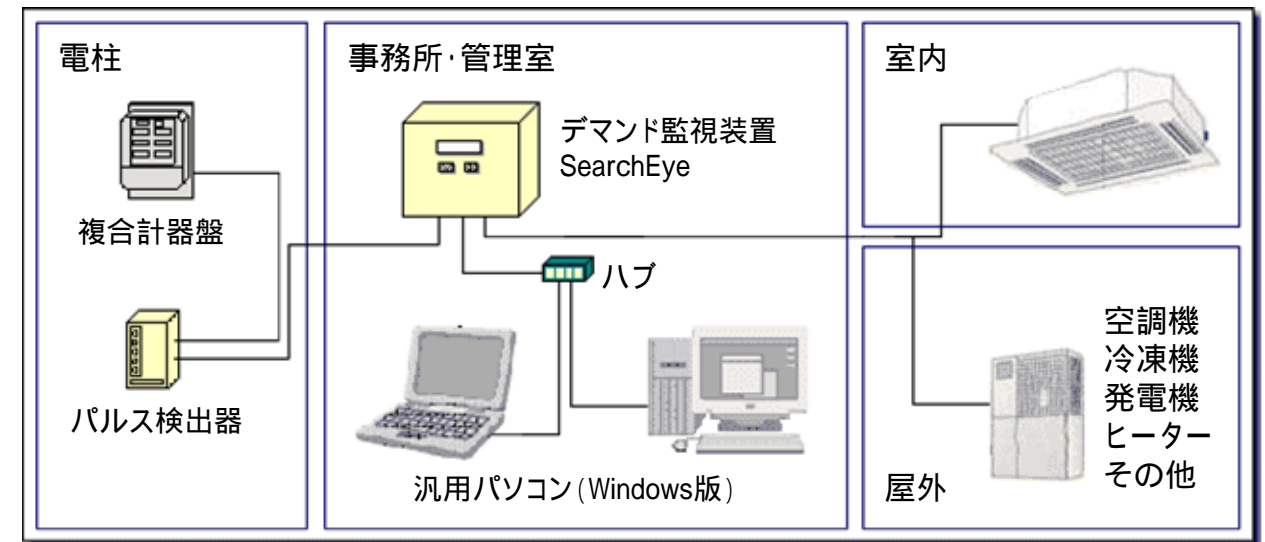 電柱
複合計器盤
パルス検出器
事務所・管理室
デマンド監視装置
SearchEye
ハブ
汎用パソコン(Windows版)
室内
空調機
冷凍機
発電機
ヒーター
その他
屋外